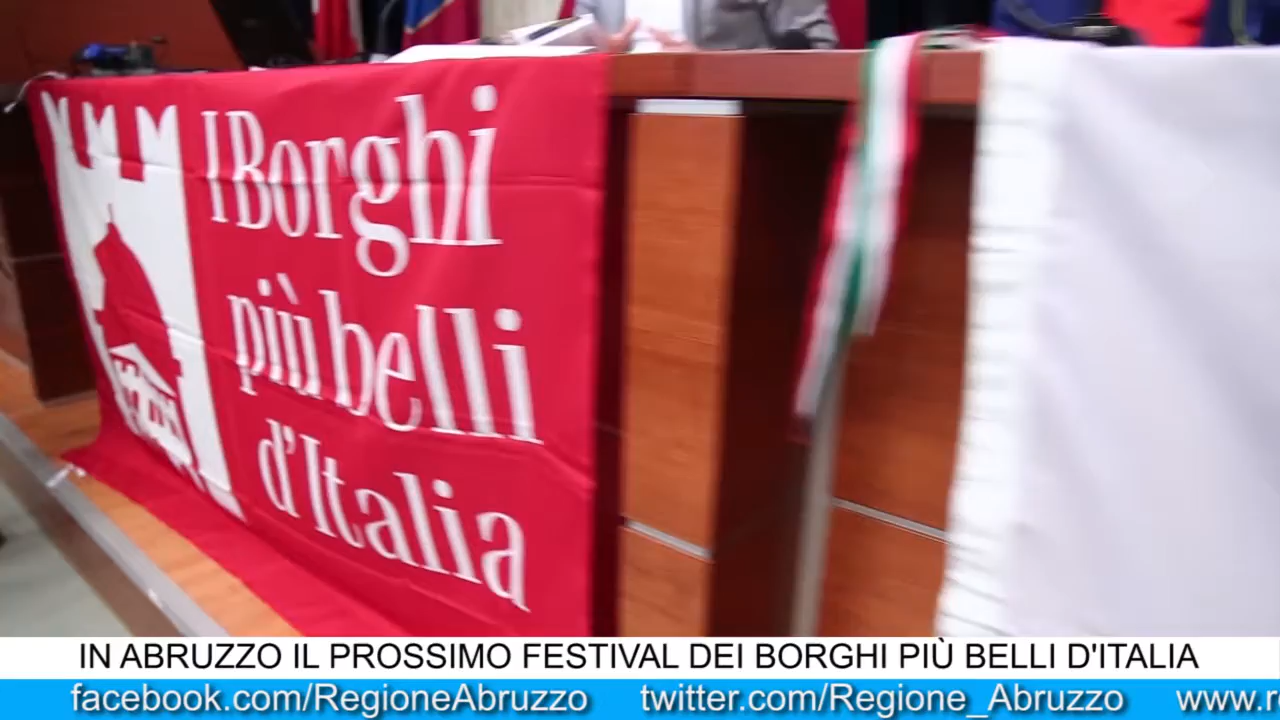 I Borghi
più belli
d'Italia
IN ABRUZZO IL PROSSIMO FESTIVAL DEI BORGHI PIÙ BELLI D'ITALIA
facebook.com/RegioneAbruzzo twitter.com/Regione_Abruzzo